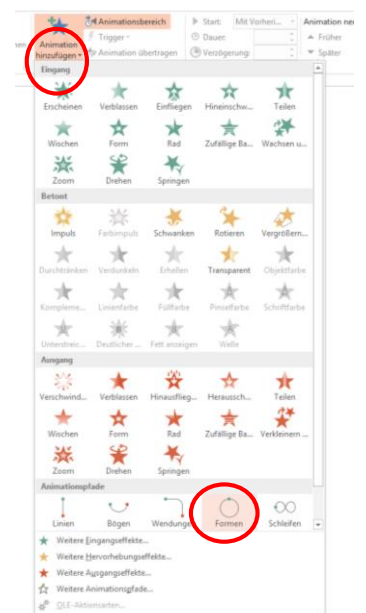 Animationsbereich Start: Mit Vorheri... Animation neu
Animation hinzufügen Trigger Dauer: Früher
Animation übertragen Verzögerung: Später
Eingang
Erscheinen Verblassen Einfliegen Hineinschw... Teilen
Wischen Form Rad Zufällige Ba... Wachsen u...
Zoom Drehen Springen
Betont
Impuls Farbimpuls Schwanken Rotieren Vergrößern...
Durchtränken Verdunkeln Erhellen Transparent Objektfarbe
Kompleme... Linienfarbe Füllfarbe Pinselfarbe Schriftfarbe
Unterstreic... Deutlicher ... Fett anzeigen Welle
Ausgang
Verschwind... Verblassen Hinausflieg... Heraussch... Teilen
Wischen Form Rad Zufällige Ba... Verkleinern ...
Zoom Drehen Springen
Animationspfade
Linien Bögen Wendungen Formen Schleifen
Weitere Eingangseffekte...
Weitere Hervorhebungseffekte...
Weitere Ausgangseffekte...
Weitere Animationspfade...
OLE-Aktionsarten...